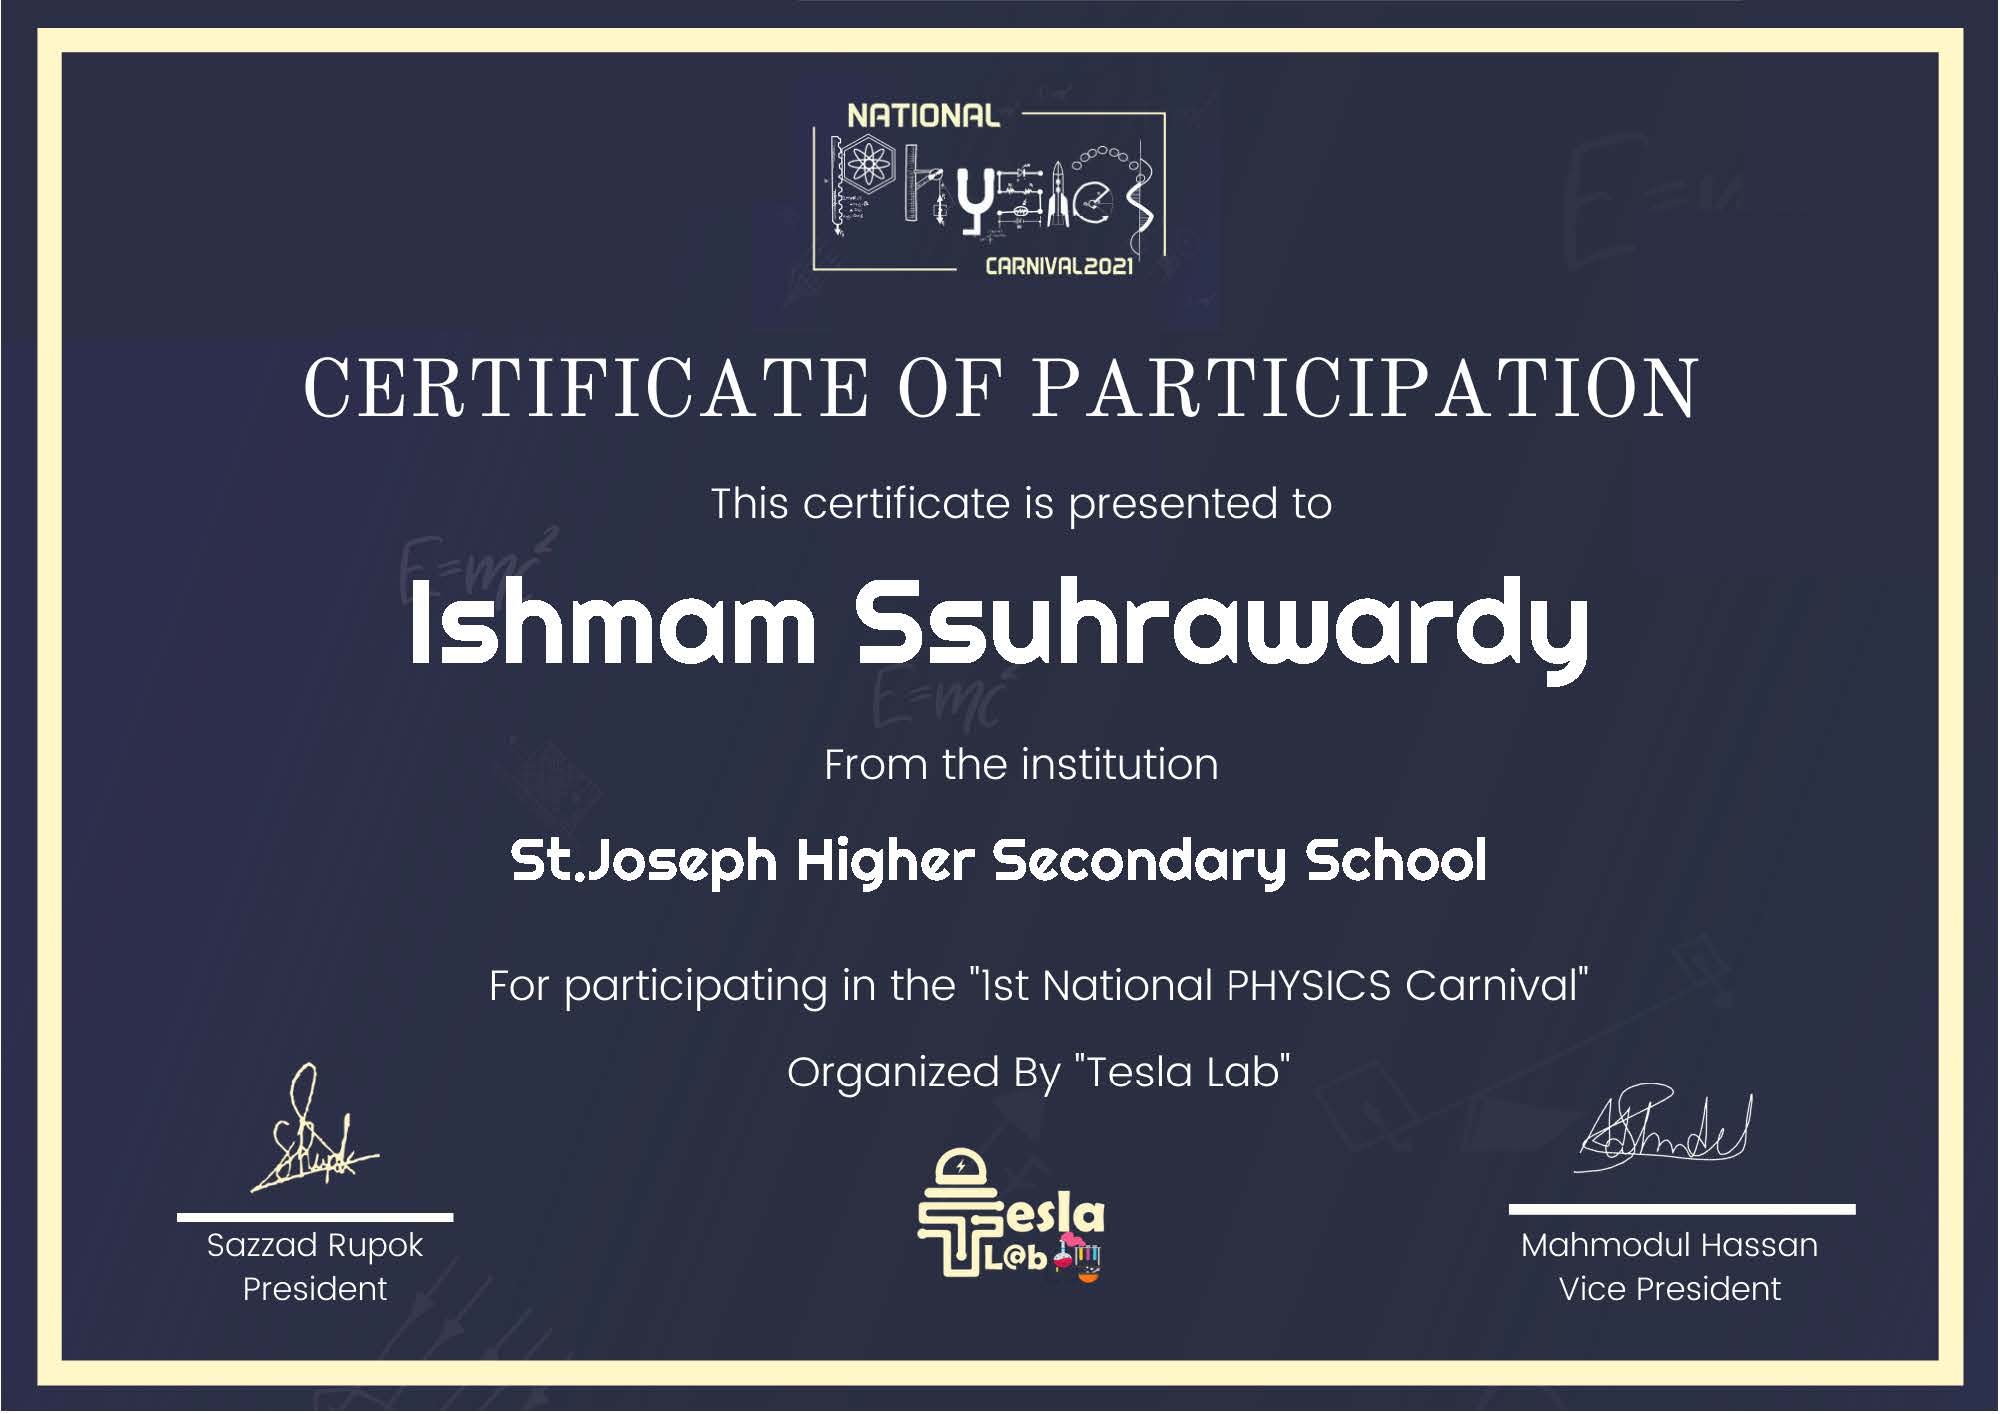 NATIONAL
Physics
CARNIVAL2021
CERTIFICATE OF PARTICIPATION
This certificate is presented to
E=mc²
Ishmam Ssuhrawardy
E=mc²
From the institution
St.Joseph Higher Secondary School
For participating in the "1st National PHYSICS Carnival"
Organized By "Tesla Lab"
Tesla
L@b
Sazzad Rupok
President
Mahmodul Hassan
Vice President